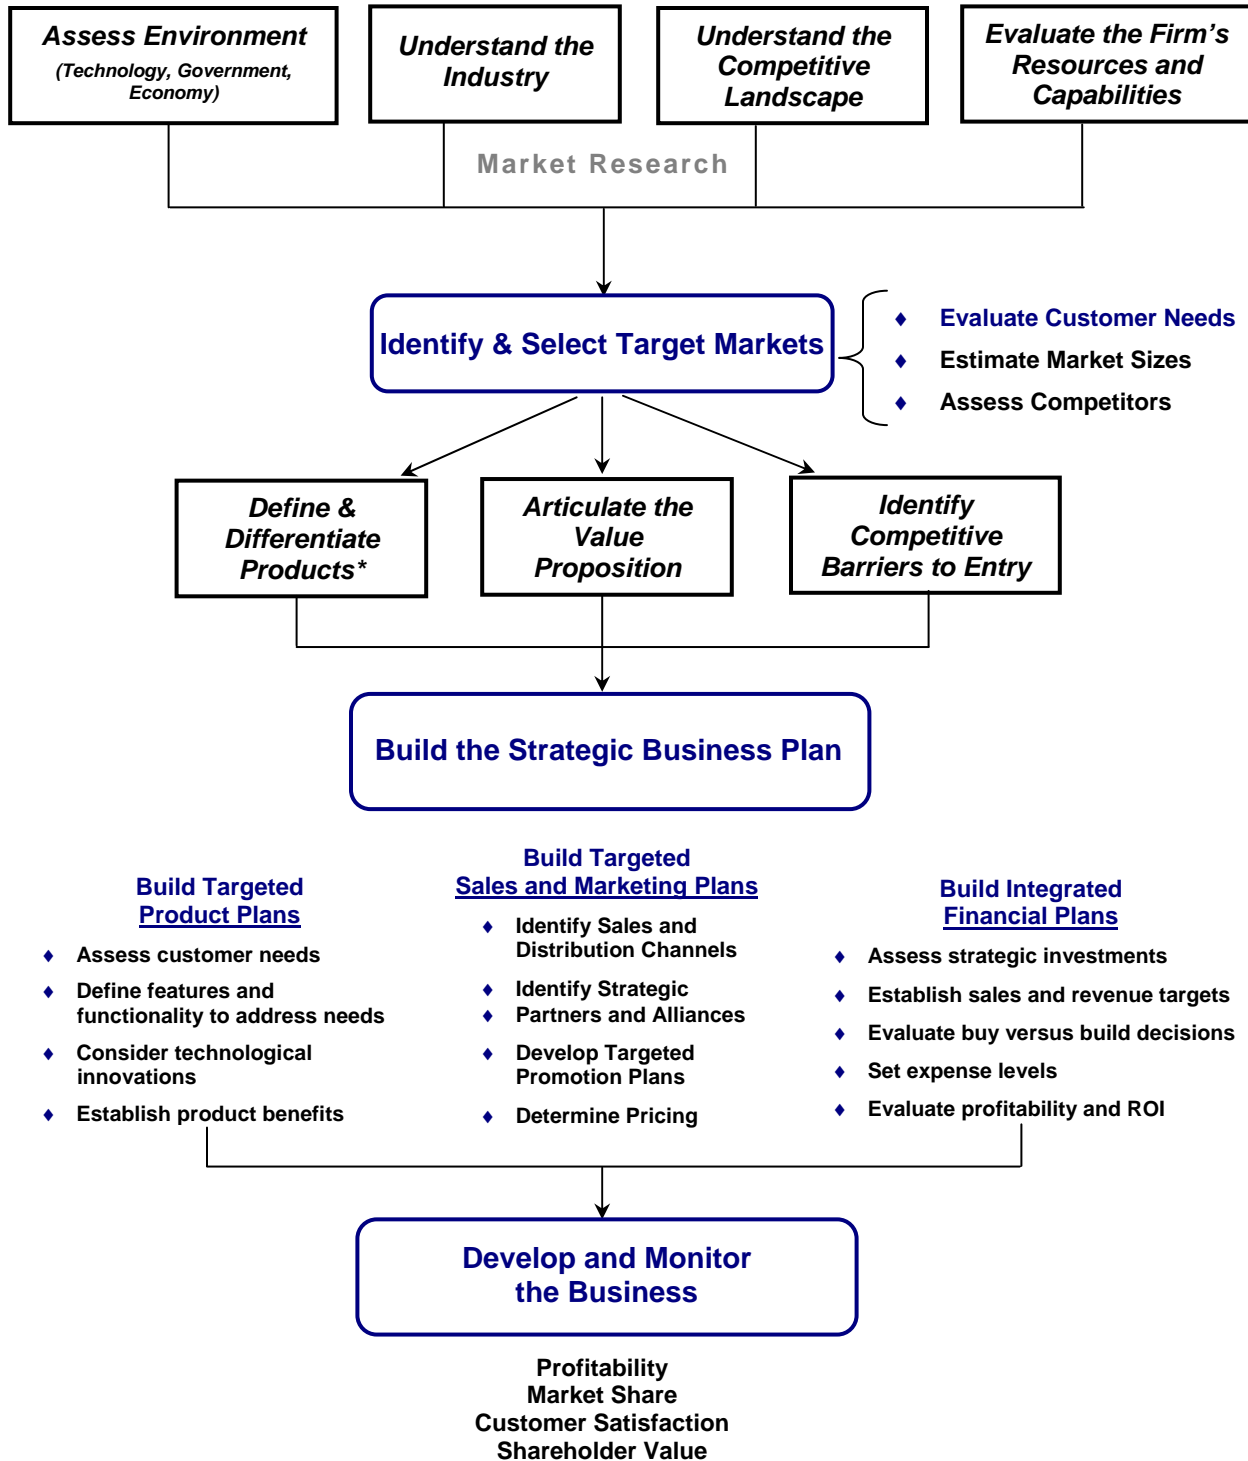 Assess Environment
(Technology, Government,
Economy)
Understand the
Industry
Understand the
Competitive
Landscape
Evaluate the Firm's
Resources and
Capabilities
Market Research
Identify & Select Target Markets
♦ Evaluate Customer Needs
♦ Estimate Market Sizes
♦ Assess Competitors
Define &
Differentiate
Products*
Articulate the
Value
Proposition
Identify
Competitive
Barriers to Entry
Build the Strategic Business Plan
Build Targeted
Product Plans
♦ Assess customer needs
♦ Define features and
functionality to address needs
♦ Consider technological
innovations
♦ Establish product benefits
Build Targeted
Sales and Marketing Plans
♦ Identify Sales and
Distribution Channels
♦ Identify Strategic
♦ Partners and Alliances
♦ Develop Targeted
Promotion Plans
♦ Determine Pricing
Build Integrated
Financial Plans
♦ Assess strategic investments
♦ Establish sales and revenue targets
♦ Evaluate buy versus build decisions
♦ Set expense levels
♦ Evaluate profitability and ROI
Develop and Monitor
the Business
Profitability
Market Share
Customer Satisfaction
Shareholder Value